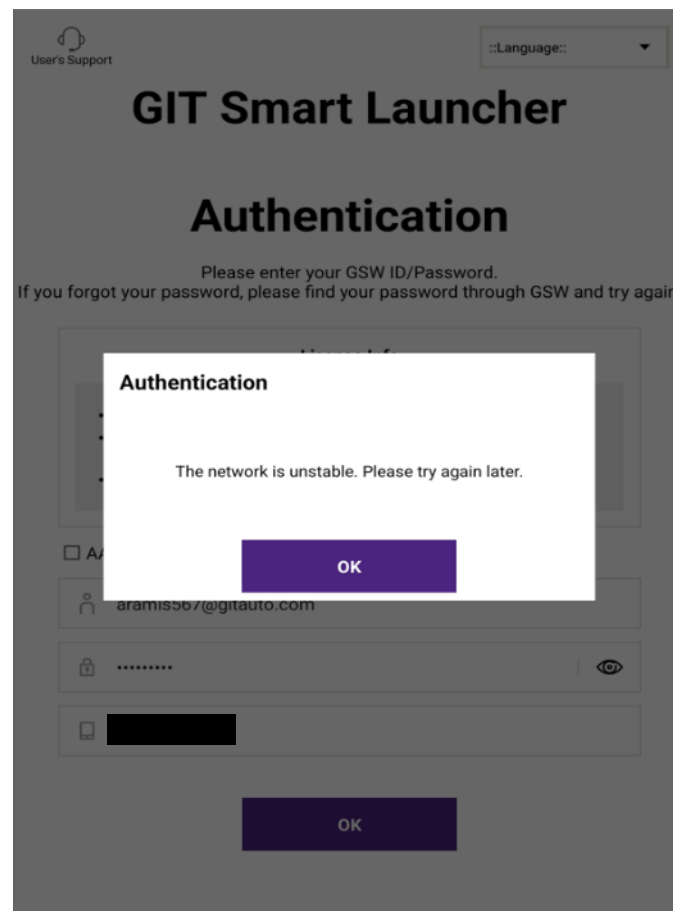 User's Support
::Language::
GIT Smart Launcher
Authentication
Please enter your GSW ID/Password.
If you forgot your password, please find your password through GSW and try again
Authentication
The network is unstable. Please try again later.
OK
aramis567@gitauto.com
•••••••••
OK